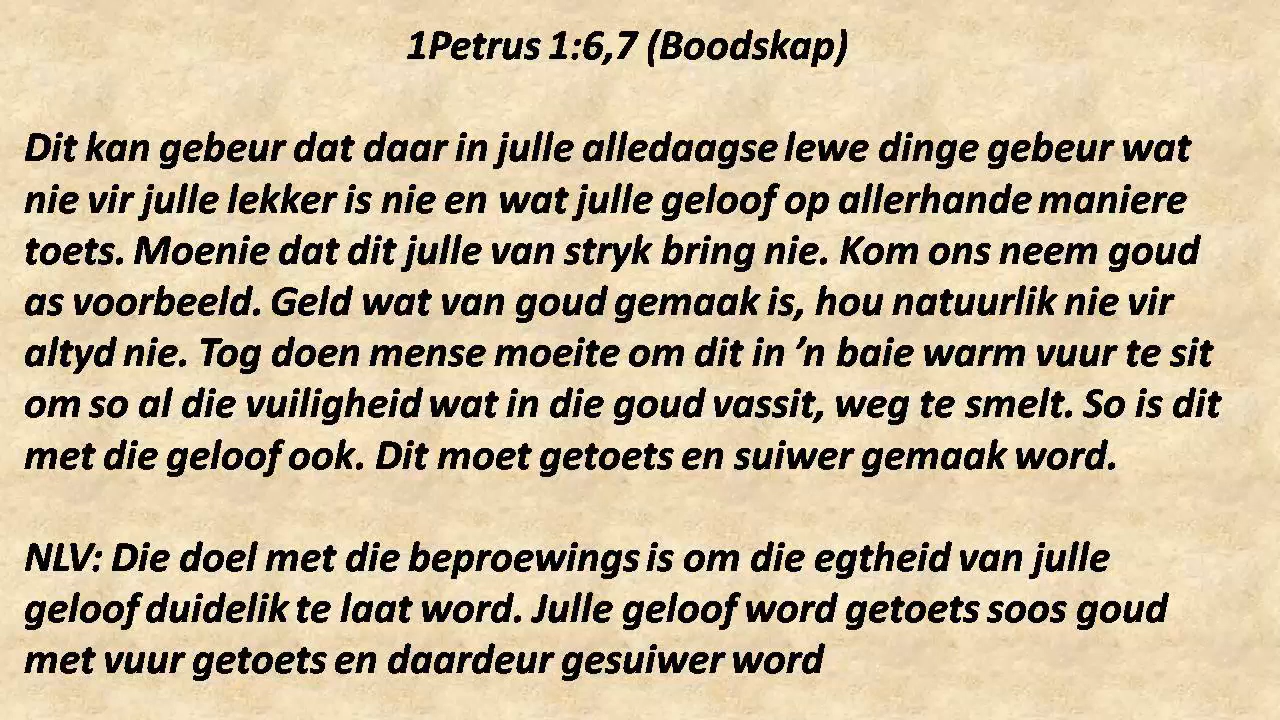 1Petrus 1:6,7 (Boodskap)
Dit kan gebeur dat daar in julle alledaagse lewe dinge gebeur wat
nie vir julle lekker is nie en wat julle geloof op allerhande maniere
toets. Moenie dat dit julle van stryk bring nie. Kom ons neem goud
as voorbeeld. Geld wat van goud gemaak is, hou natuurlik nie vir
altyd nie. Tog doen mense moeite om dit in ’n baie warm vuur te sit
om so al die vuiligheid wat in die goud vassit, weg te smelt. So is dit
met die geloof ook. Dit moet getoets en suiwer gemaak word.
NLV: Die doel met die beproewings is om die egtheid van julle
geloof duidelik te laat word. Julle geloof word getoets soos goud
met vuur getoets en daardeur gesuiwer word